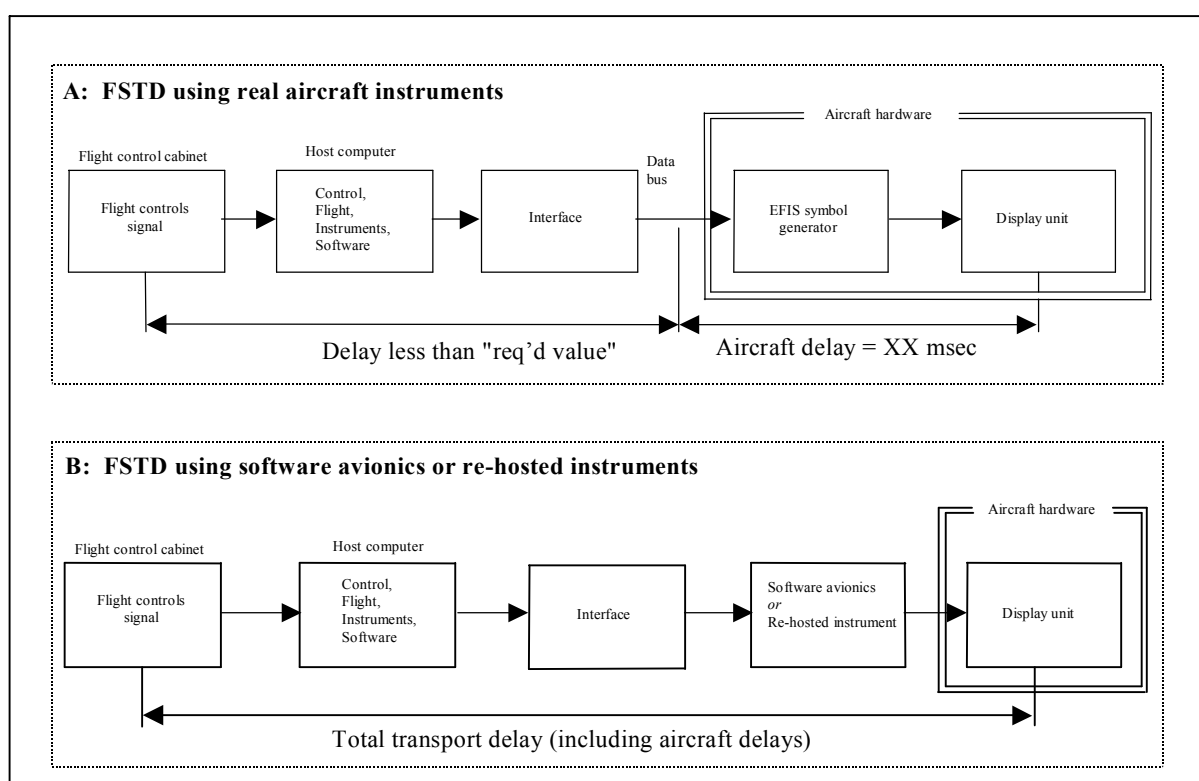 A: FSTD using real aircraft instruments
Aircraft hardware
Flight control cabinet
Host computer
Data
bus
Flight controls
signal
Control,
Flight,
Instruments,
Software
Interface
EFIS symbol
generator
Display unit
Delay less than "req’d value"
Aircraft delay = XX msec
B: FSTD using software avionics or re-hosted instruments
Aircraft hardware
Flight control cabinet
Host computer
Flight controls
signal
Control,
Flight,
Instruments,
Software
Interface
Software avionics
or
Re-hosted instrument
Display unit
Total transport delay (including aircraft delays)